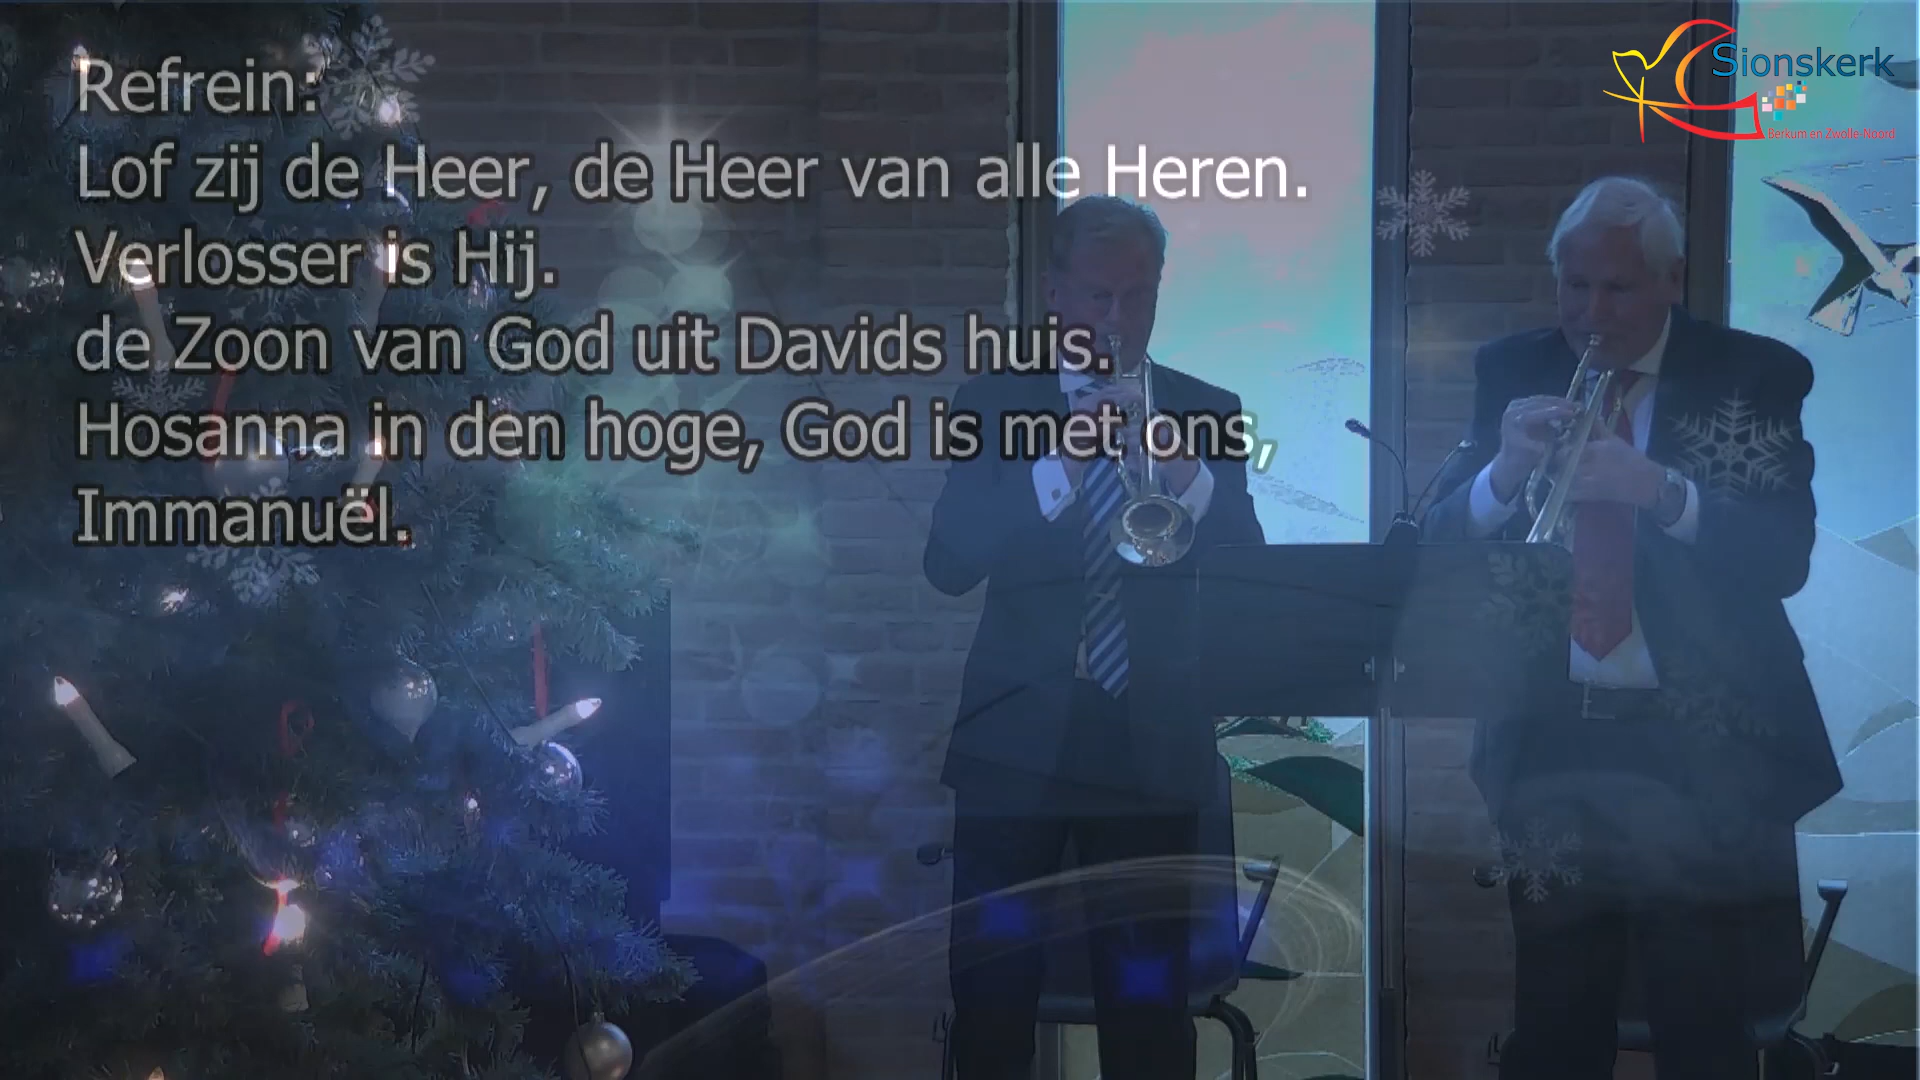 Refrein:
Lof zij de Heer, de Heer van alle Heren.
Verlosser is Hij.
de Zoon van God uit Davids huis.
Hosanna in den hoge, God is met ons,
Immanuël.
Sionskerk
Berkum en Zwolle-Noord